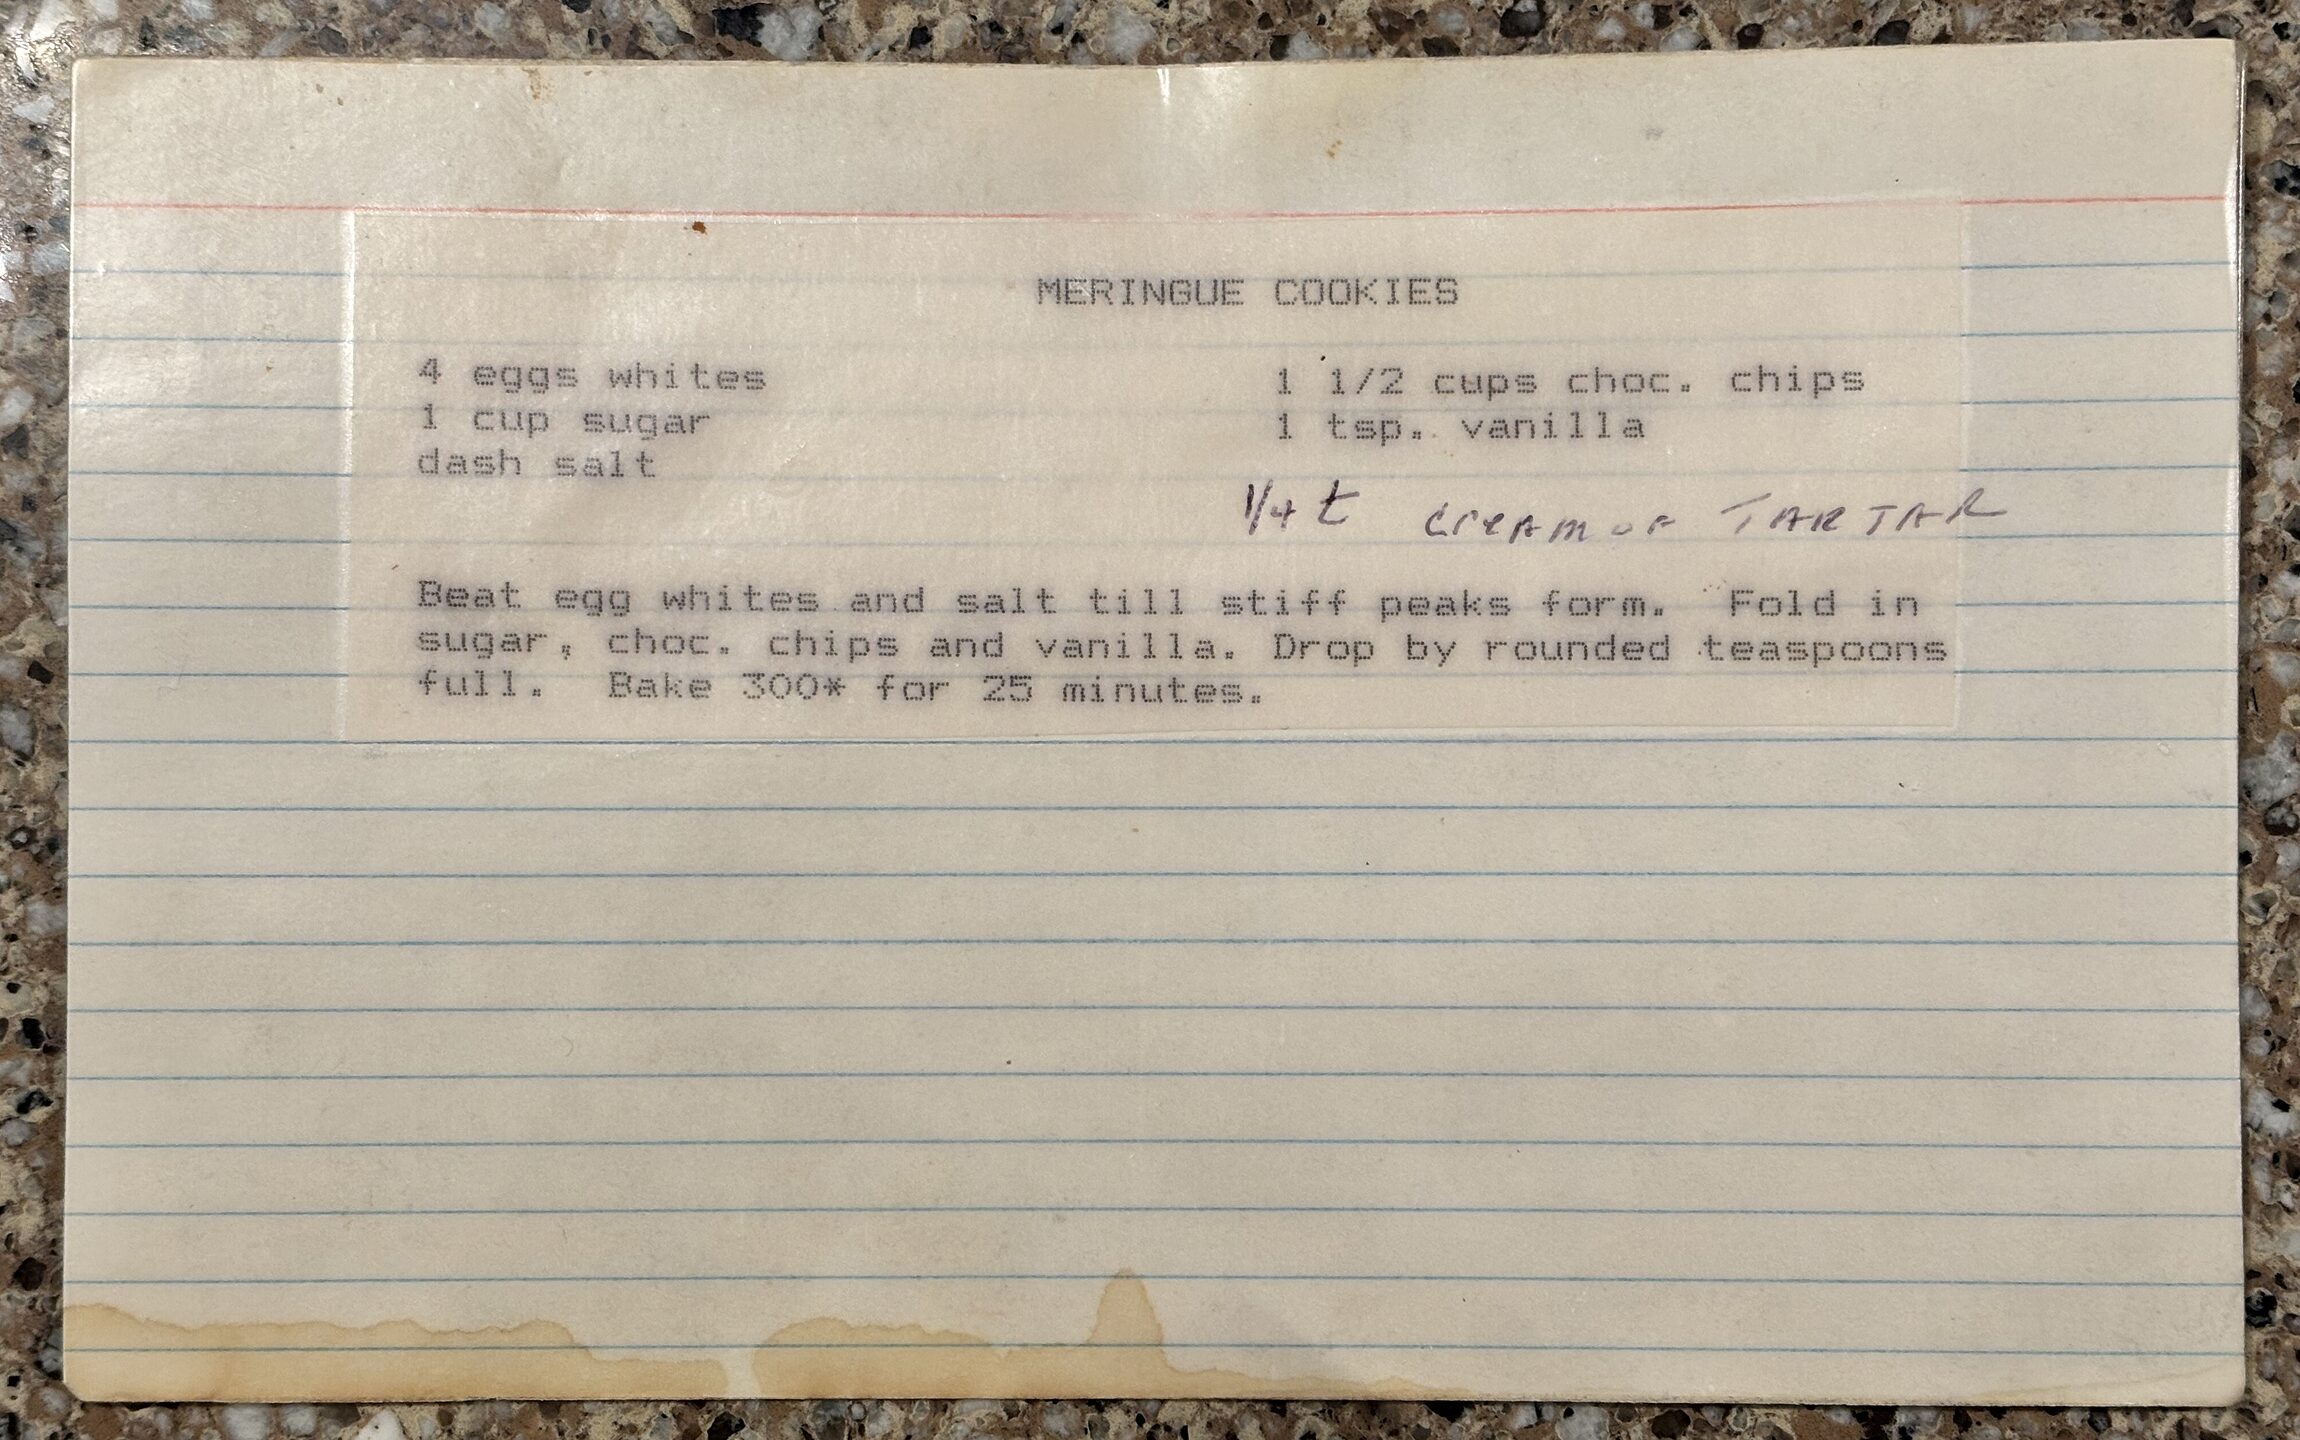 MERINGUE COOKIES
4 eggs whites 1 1/2 cups choc. chips
1 cup sugar 1 tsp. vanilla
dash salt
1/4 t cream of TARTAR
Beat egg whites and salt till stiff peaks form. Fold in
sugar, choc. chips and vanilla. Drop by rounded teaspoons
full. Bake 300* for 25 minutes.